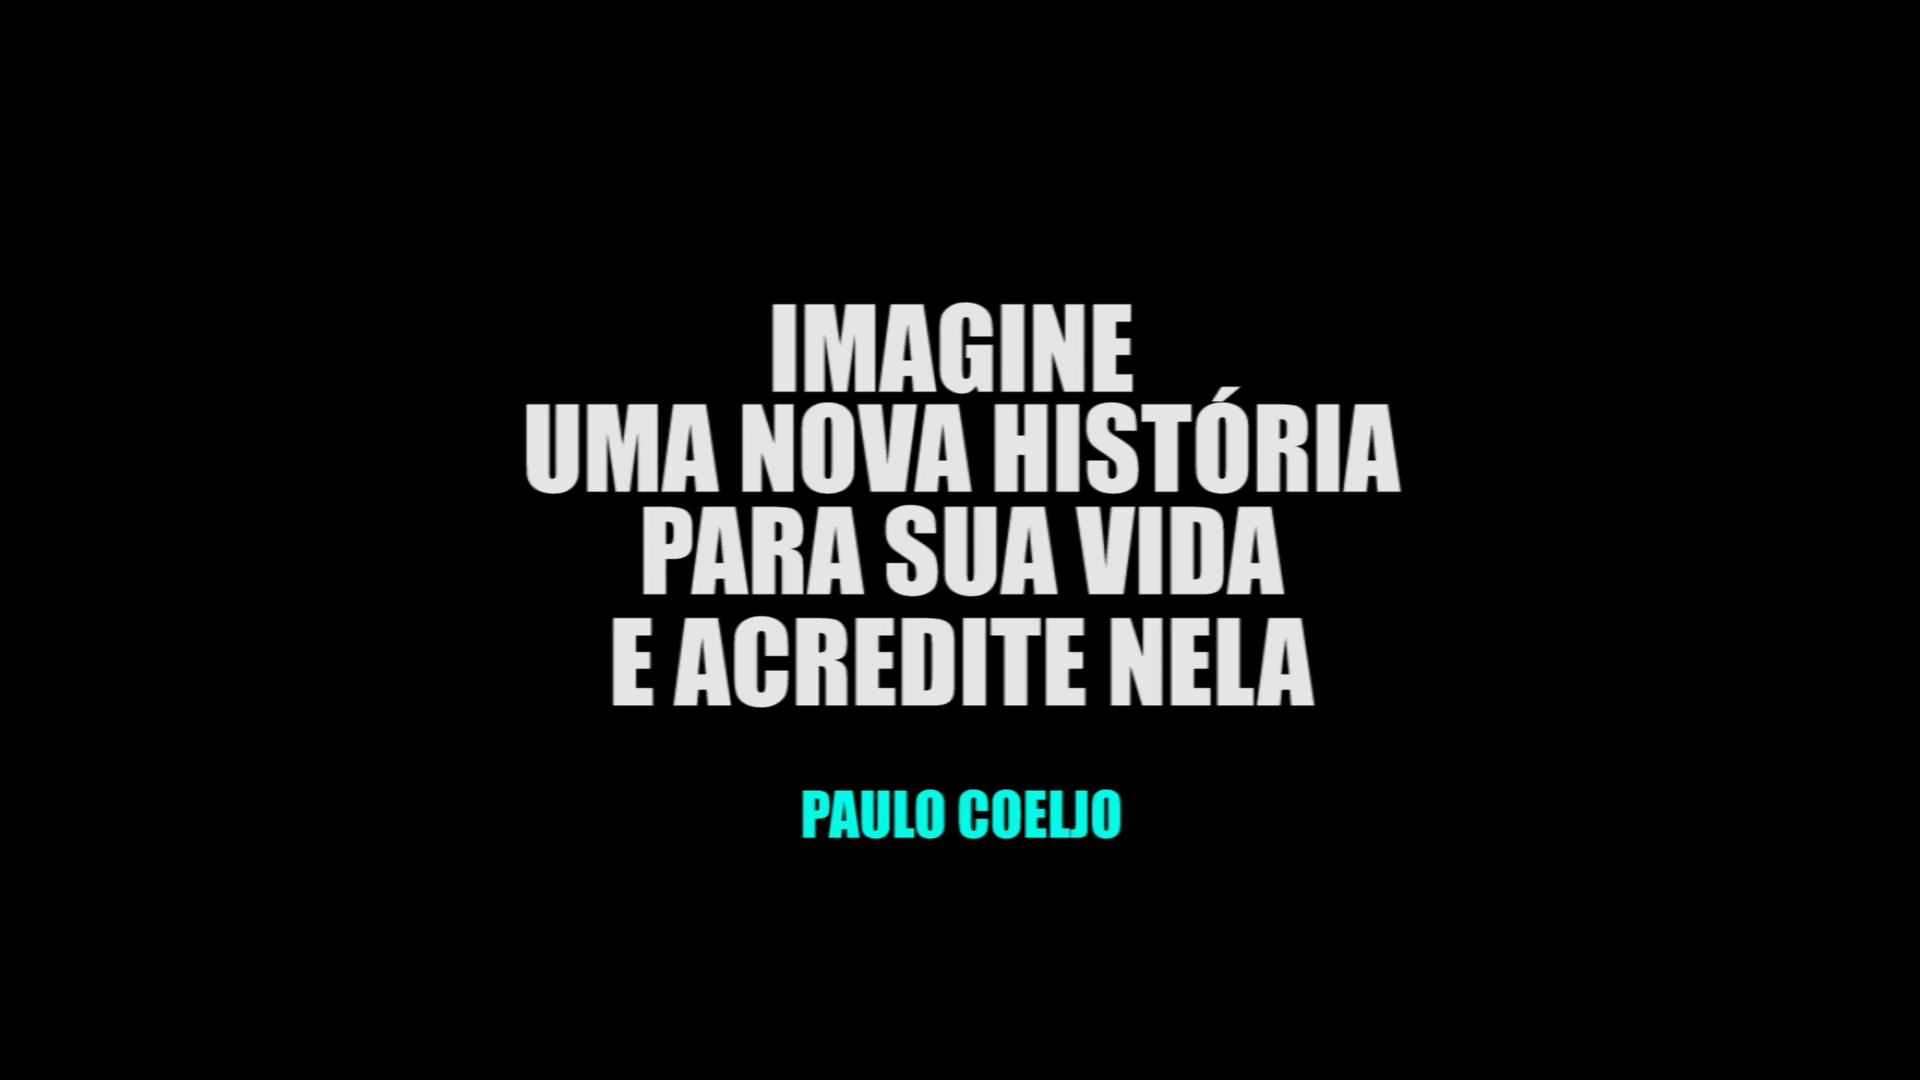 IMAGINE
UMA NOVA HISTÓRIA
PARA SUA VIDA
E ACREDITE NELA
PAULO COELJO